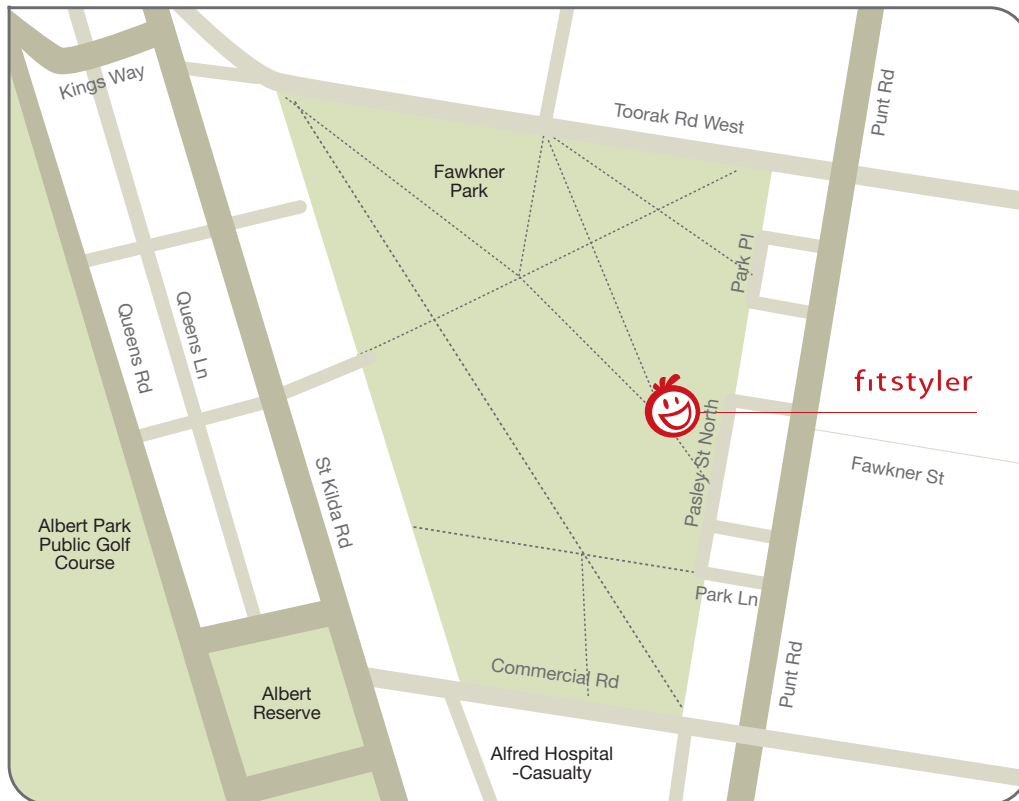 Kings Way
Toorak Rd West
Punt Rd
Fawkner
Park
Park Pl
Queens Rd
Queens Ln
fitstyler
Pasley St North
Fawkner St
St Kilda Rd
Albert Park
Public Golf
Course
Park Ln
Punt Rd
Commercial Rd
Albert
Reserve
Alfred Hospital
-Casualty